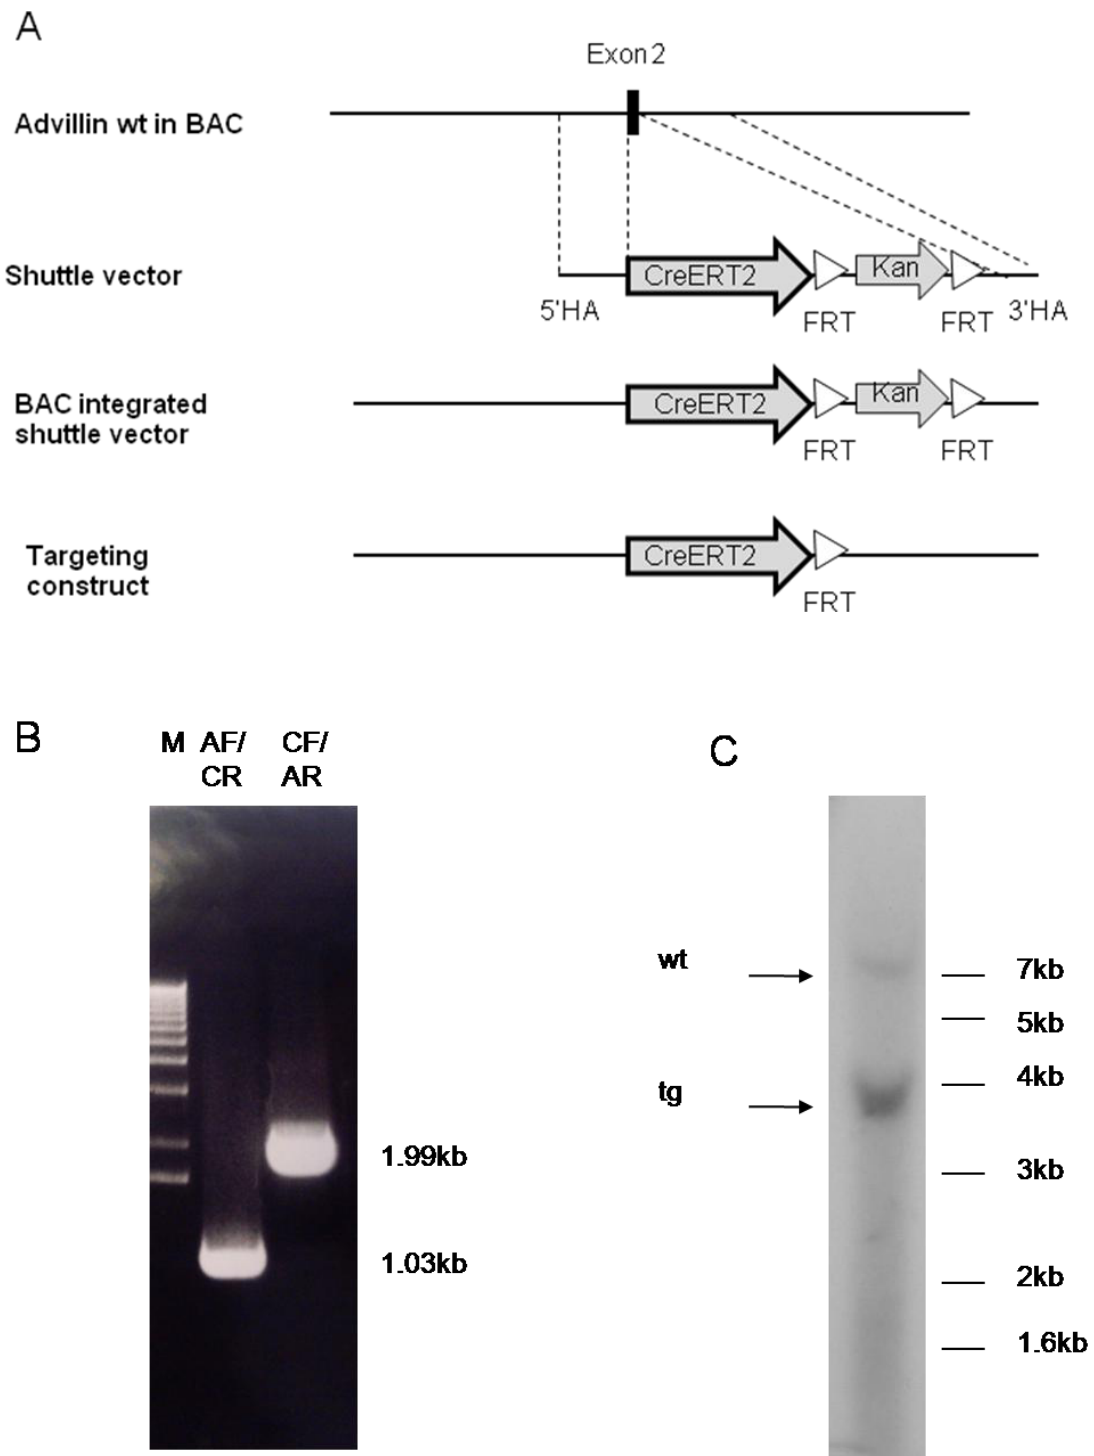 A
Exon 2
Advillin wt in BAC
Shuttle vector
CreERT2
Kan
5'HA
FRT
FRT
3'HA
BAC integrated
shuttle vector
CreERT2
Kan
FRT
FRT
Targeting
construct
CreERT2
FRT
B
M AF/ CF/
CR AR
1.99kb
1.03kb
C
wt
7kb
5kb
tg
4kb
3kb
2kb
1.6kb